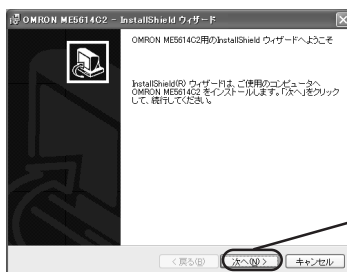 OMRON ME5614C2 - InstallShield ウィザード
OMRON ME5614C2用のInstallShield ウィザードへようこそ
InstallShield(R) ウィザードは、ご使用のコンピュータへ
OMRON ME5614C2 をインストールします。「次へ」をクリック
して、続行してください。
< 戻る(B)
次へ(N) >
キャンセル